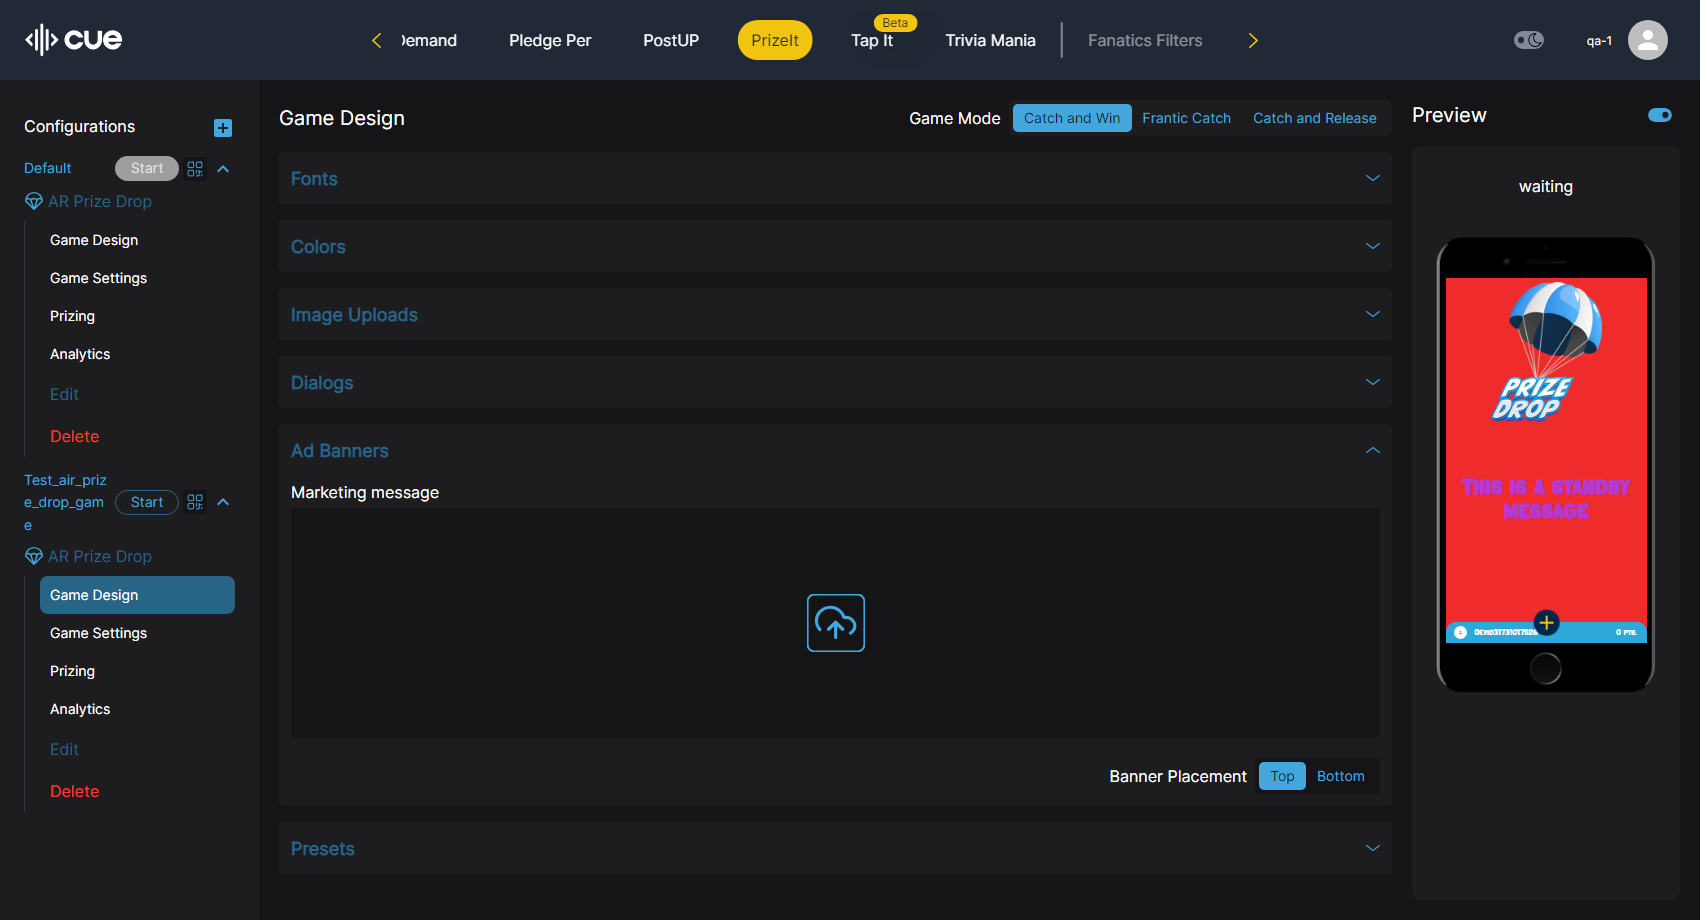 cue
Demand
Pledge Per
PostUP
PrizeIt
Beta
Tap It
Trivia Mania
Fanatics Filters
qa-1
Configurations
Default
Start
AR Prize Drop
Game Design
Game Settings
Prizing
Analytics
Edit
Delete
Test_air_priz
e_drop_gam
e
Start
AR Prize Drop
Game Design
Game Settings
Prizing
Analytics
Edit
Delete
Game Design
Game Mode
Catch and Win
Frantic Catch
Catch and Release
Fonts
Colors
Image Uploads
Dialogs
Ad Banners
Marketing message
Banner Placement
Top
Bottom
Presets
Preview
waiting
PRIZE
DROP
THIS IS A STANDBY
MESSAGE
0 PTS.